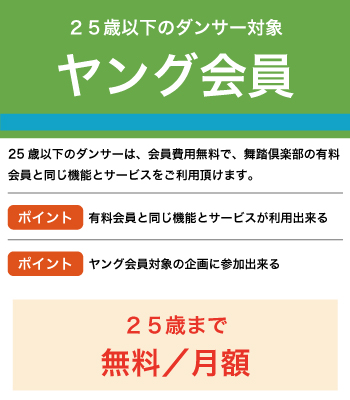 ２５歳以下のダンサー対象
ヤング会員
25歳以下のダンサーは、会員費用無料で、舞踏倶楽部の有料
会員と同じ機能とサービスをご利用頂けます。
ポイント 有料会員と同じ機能とサービスが利用出来る
ポイント ヤング会員対象の企画に参加出来る
２５歳まで
無料／月額